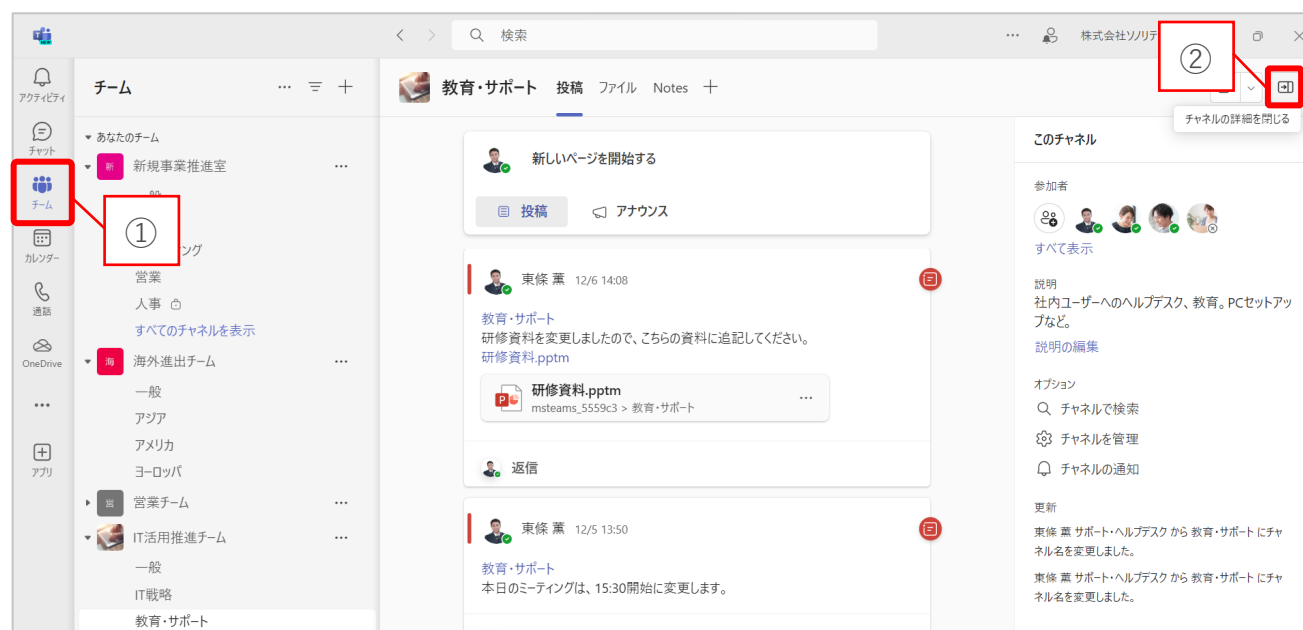 検索
株式会社ソノリテ
アクティビティ
チャット
チーム
カレンダー
通話
OneDrive
アプリ
①
チーム
あなたのチーム
新 新規事業推進室
営業
人事
すべてのチャネルを表示
海 海外進出チーム
一般
アジア
アメリカ
ヨーロッパ
営 営業チーム
IT活用推進チーム
一般
IT戦略
教育・サポート
教育・サポート 投稿 ファイル Notes
②
チャネルの詳細を閉じる
新しいページを開始する
投稿 アナウンス
東條 薫 12/6 14:08
教育・サポート
研修資料を変更しましたので、こちらの資料に追記してください。
研修資料.pptm
研修資料.pptm
msteams_5559c3 > 教育・サポート
返信
東條 薫 12/5 13:50
教育・サポート
本日のミーティングは、15:30開始に変更します。
このチャネル
参加者
すべて表示
説明
社内ユーザーへのヘルプデスク、教育。PCセットアッ
プなど。
説明の編集
オプション
チャネルで検索
チャネルを管理
チャネルの通知
更新
東條 薫 サポート・ヘルプデスク から 教育・サポート にチャ
ネル名を変更しました。
東條 薫 サポート・ヘルプデスク から 教育・サポート にチャ
ネル名を変更しました。